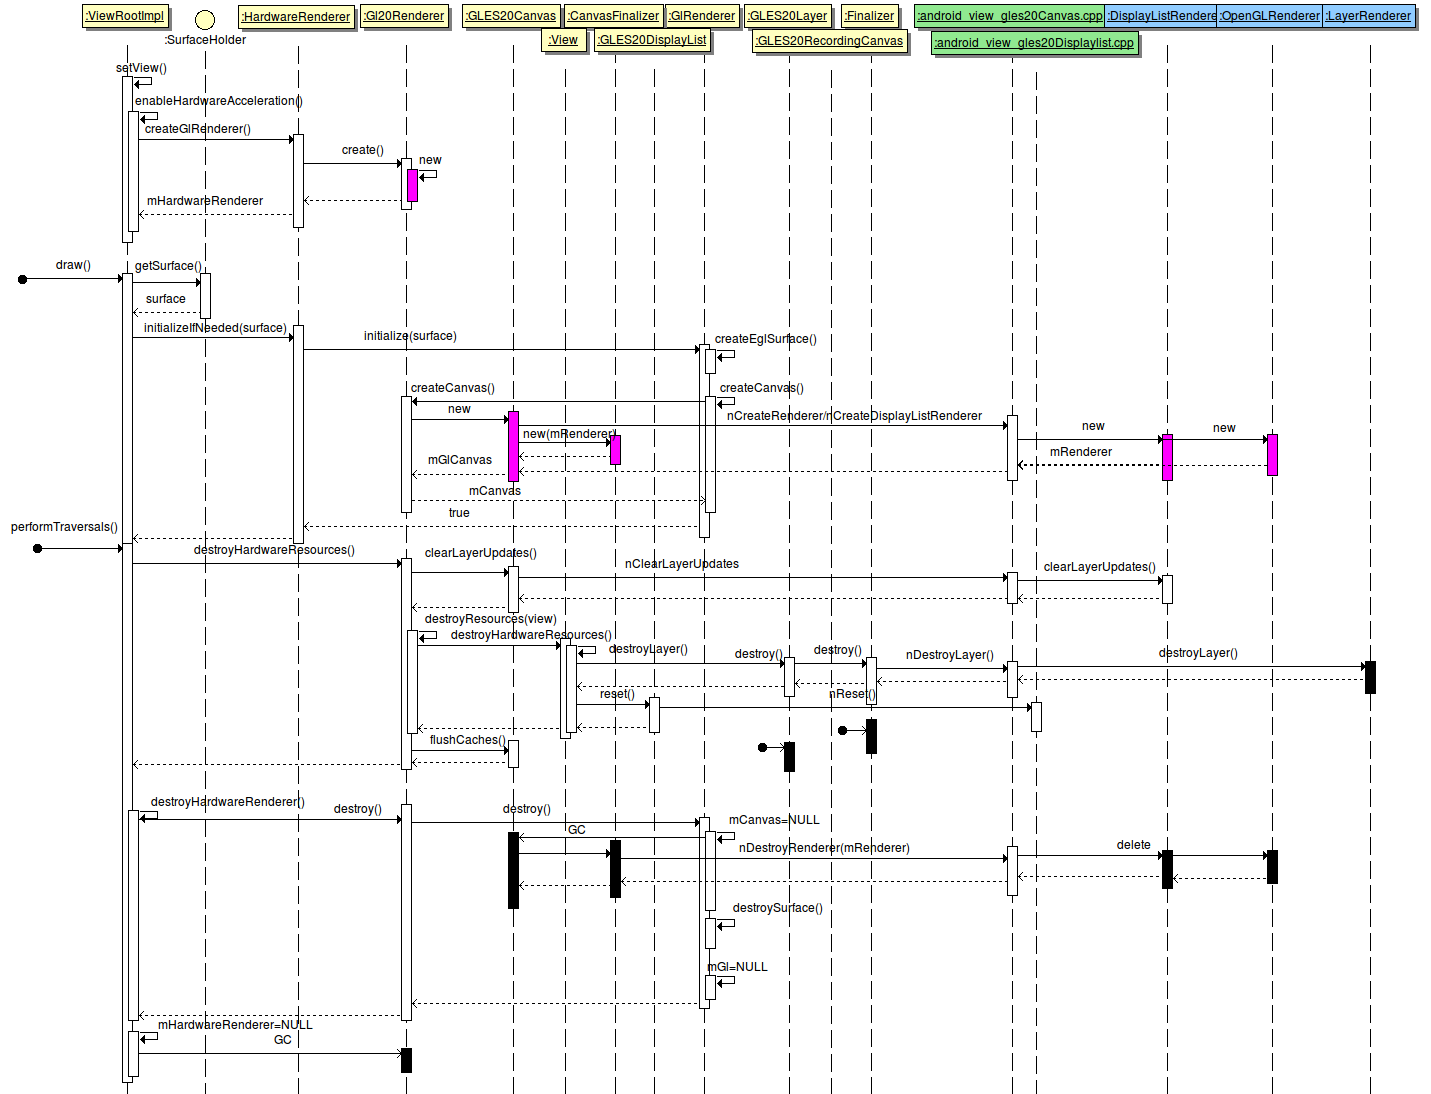 :ViewRootImpl
:SurfaceHolder
:HardwareRenderer
:Gl20Renderer
:GLES20Canvas
:CanvasFinalizer
:GlRenderer
:GLES20Layer
:Finalizer
:android_view_gles20Canvas.cpp
:DisplayListRendere
:OpenGLRenderer
:LayerRenderer
:View
:GLES20DisplayList
:GLES20RecordingCanvas
:android_view_gles20Displaylist.cpp
setView()
enableHardwareAcceleration()
createGlRenderer()
create()
new
mHardwareRenderer
draw()
getSurface()
surface
initializeIfNeeded(surface)
initialize(surface)
createEglSurface()
createCanvas()
createCanvas()
new
nCreateRenderer/nCreateDisplayListRenderer
new
new
new(mRenderer)
mRenderer
mGlCanvas
mCanvas
true
performTraversals()
destroyHardwareResources()
clearLayerUpdates()
nClearLayerUpdates
clearLayerUpdates()
destroyResources(view)
destroyHardwareResources()
destroyLayer()
destroy()
destroy()
nDestroyLayer()
destroyLayer()
reset()
nReset()
flushCaches()
destroyHardwareRenderer()
destroy()
destroy()
mCanvas=NULL
GC
nDestroyRenderer(mRenderer)
delete
destroySurface()
mGl=NULL
mHardwareRenderer=NULL
GC